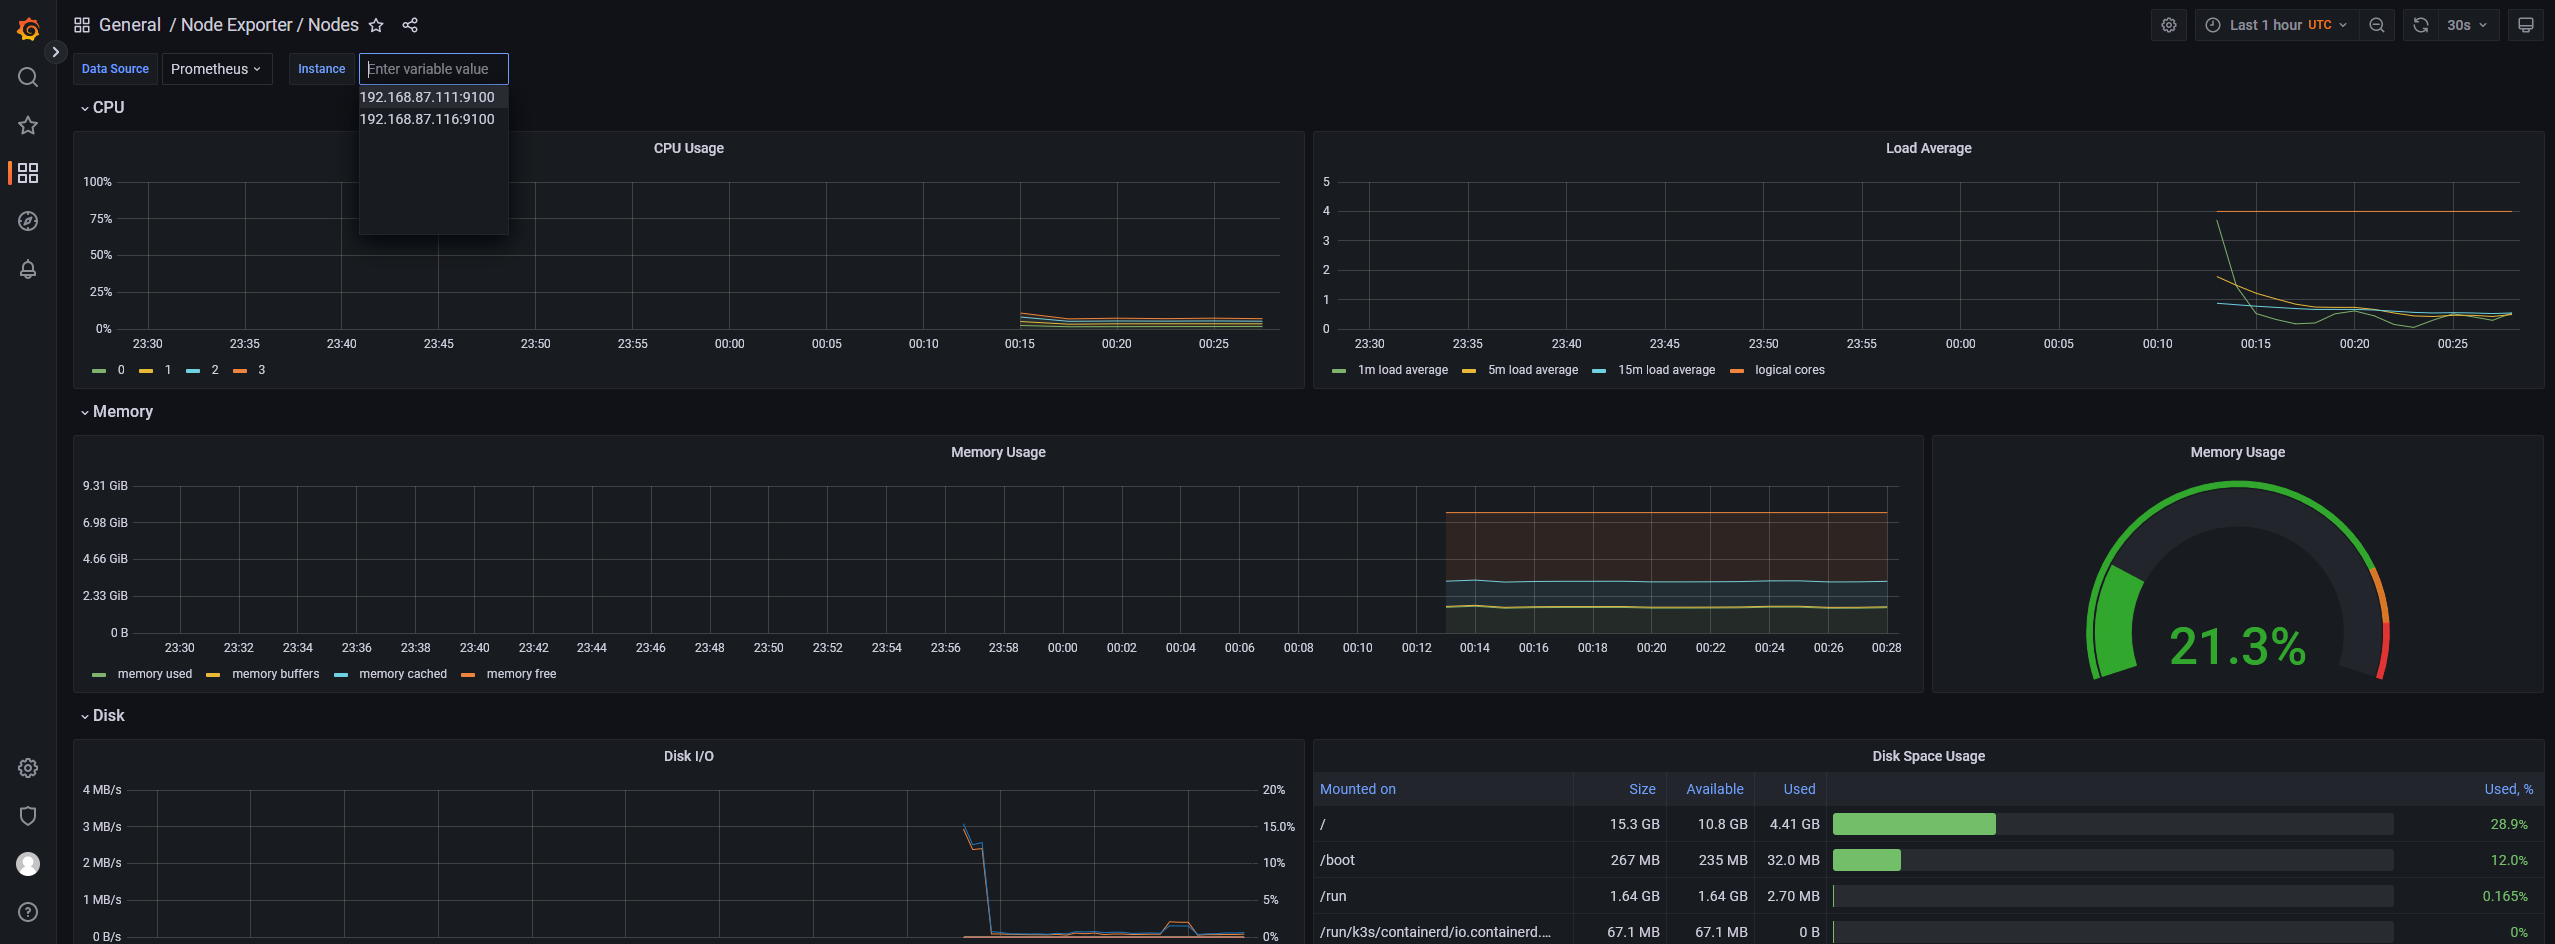 General / Node Exporter / Nodes
Last 1 hour UTC
30s
Data Source
Prometheus
Instance
Enter variable value
192.168.87.111:9100
192.168.87.116:9100
CPU
CPU Usage
100%
75%
50%
25%
0%
23:30 23:35 23:40 23:45 23:50 23:55 00:00 00:05 00:10 00:15 00:20 00:25
0 1 2 3
Load Average
5
4
3
2
1
0
23:30 23:35 23:40 23:45 23:50 23:55 00:00 00:05 00:10 00:15 00:20 00:25
1m load average 5m load average 15m load average logical cores
Memory
Memory Usage
9.31 GiB
6.98 GiB
4.66 GiB
2.33 GiB
0 B
23:30 23:32 23:34 23:36 23:38 23:40 23:42 23:44 23:46 23:48 23:50 23:52 23:54 23:56 23:58 00:00 00:02 00:04 00:06 00:08 00:10 00:12 00:14 00:16 00:18 00:20 00:22 00:24 00:26 00:28
memory used memory buffers memory cached memory free
Memory Usage
21.3%
Disk
Disk I/O
4 MB/s 20%
3 MB/s 15.0%
2 MB/s 10%
1 MB/s 5%
0 B/s 0%
Disk Space Usage
Mounted on Size Available Used Used, %
/ 15.3 GB 10.8 GB 4.41 GB 28.9%
/boot 267 MB 235 MB 32.0 MB 12.0%
/run 1.64 GB 1.64 GB 2.70 MB 0.165%
/run/k3s/containerd/io.containerd.... 67.1 MB 67.1 MB 0 B 0%